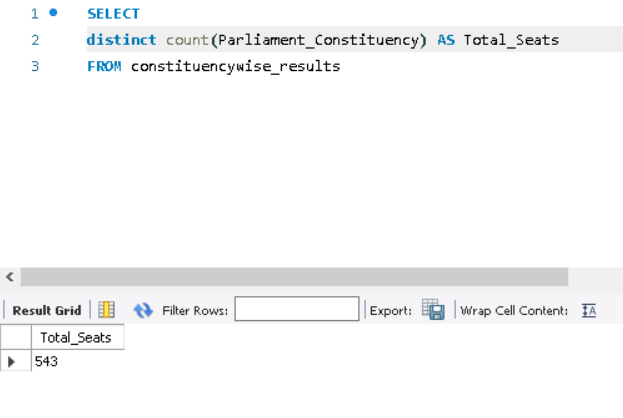 1 SELECT
2 distinct count(Parliament_Constituency) AS Total_Seats
3 FROM constituencywise_results
Result Grid Filter Rows: Export: Wrap Cell Content: IA
Total_Seats
543